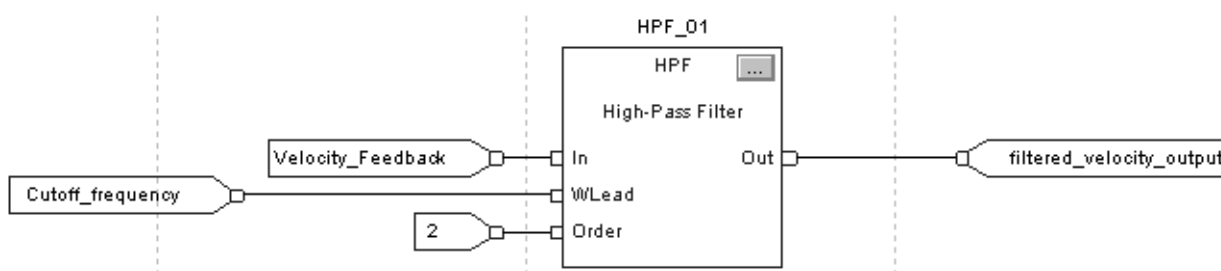 HPF_01
HPF ...
High-Pass Filter
Velocity_Feedback In Out filtered_velocity_output
Cutoff_frequency WLead
2 Order